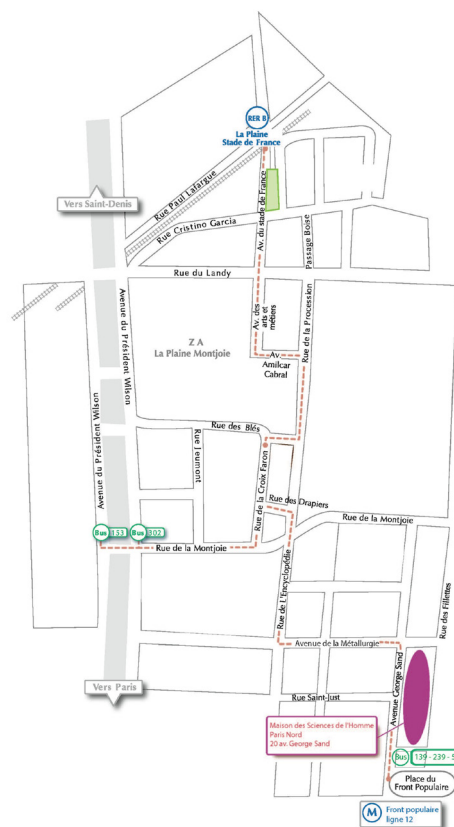 RER B
La Plaine
Stade de France
Vers Saint-Denis
Rue Paul Lafargue
Rue Cristino Garcia
Av. du stade de France
Passage Boise
Rue du Landy
Avenue du Président Wilson
Avenue du Président Wilson
Z A
La Plaine Montjoie
Av. des
arts et
métiers
Rue de la Procession
Av.
Amilcar
Cabral
Rue des Blés
Rue Jeumont
Rue de la Croix Faron
Rue des Drapiers
Rue de la Montjoie
Bus 153
Bus 302
Rue de la Montjoie
Rue de L'Encyclopédie
Rue des Fillettes
Avenue de la Métallurgie
Avenue George Sand
Vers Paris
Rue Saint-Just
Maison des Sciences de l'Homme
Paris Nord
20 av. George Sand
Bus 139 - 239 - 5
Place du
Front Populaire
M
Front populaire
ligne 12